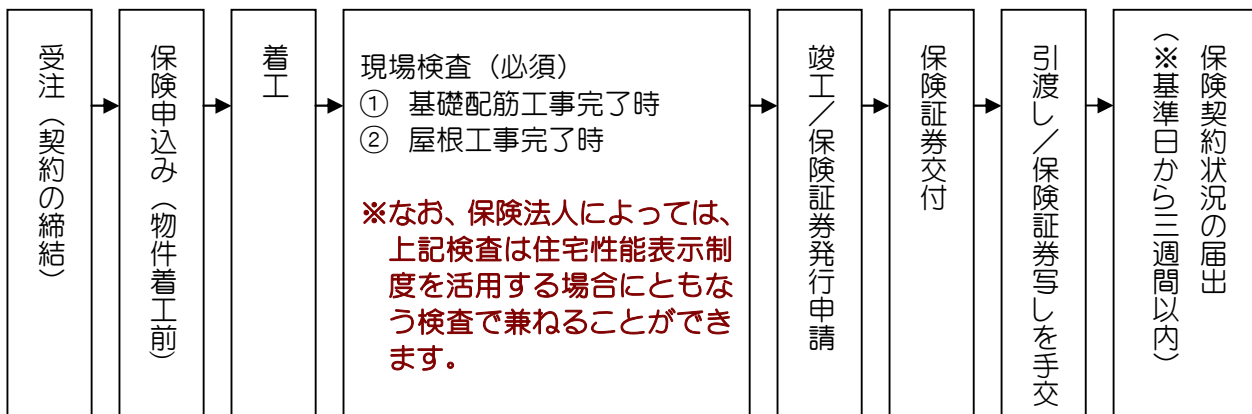 受注（契約の締結）
保険申込み（物件着工前）
着工
現場検査（必須）
① 基礎配筋工事完了時
② 屋根工事完了時
※なお、保険法人によっては、
上記検査は住宅性能表示制
度を活用する場合にともな
う検査で兼ねることができ
ます。
竣工／保険証券発行申請
保険証券交付
引渡し／保険証券写しを手交
保険契約状況の届出
（※基準日から三週間以内）